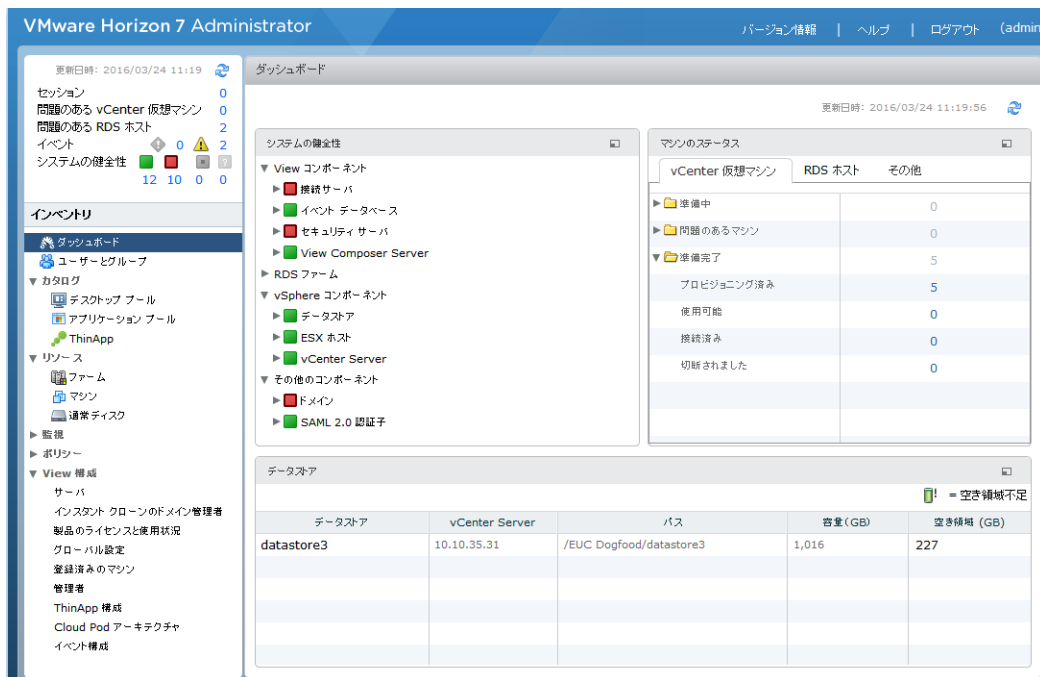 VMware Horizon 7 Administrator
バージョン情報 | ヘルプ | ログアウト (admin
更新日時: 2016/03/24 11:19
セッション 0
問題のある vCenter 仮想マシン 0
問題のある RDS ホスト 2
イベント 0 2
システムの健全性
12 10 0 0
インベントリ
ダッシュボード
ユーザーとグループ
カタログ
デスクトップ プール
アプリケーション プール
ThinApp
リソース
ファーム
マシン
通常ディスク
監視
ポリシー
View 構成
サーバ
インスタント クローンのドメイン管理者
製品のライセンスと使用状況
グローバル設定
登録済みのマシン
管理者
ThinApp 構成
Cloud Pod アーキテクチャ
イベント構成
ダッシュボード
更新日時: 2016/03/24 11:19:56
システムの健全性
View コンポーネント
接続サーバ
イベント データベース
セキュリティ サーバ
View Composer Server
RDS ファーム
vSphere コンポーネント
データストア
ESX ホスト
vCenter Server
その他のコンポーネント
ドメイン
SAML 2.0 認証子
マシンのステータス
vCenter 仮想マシン RDS ホスト その他
準備中 0
問題のあるマシン 0
準備完了 5
プロビジョニング済み 5
使用可能 0
接続済み 0
切断されました 0
データストア
! = 空き領域不足
データストア vCenter Server パス 容量(GB) 空き領域 (GB)
datastore3 10.10.35.31 /EUC Dogfood/datastore3 1,016 227